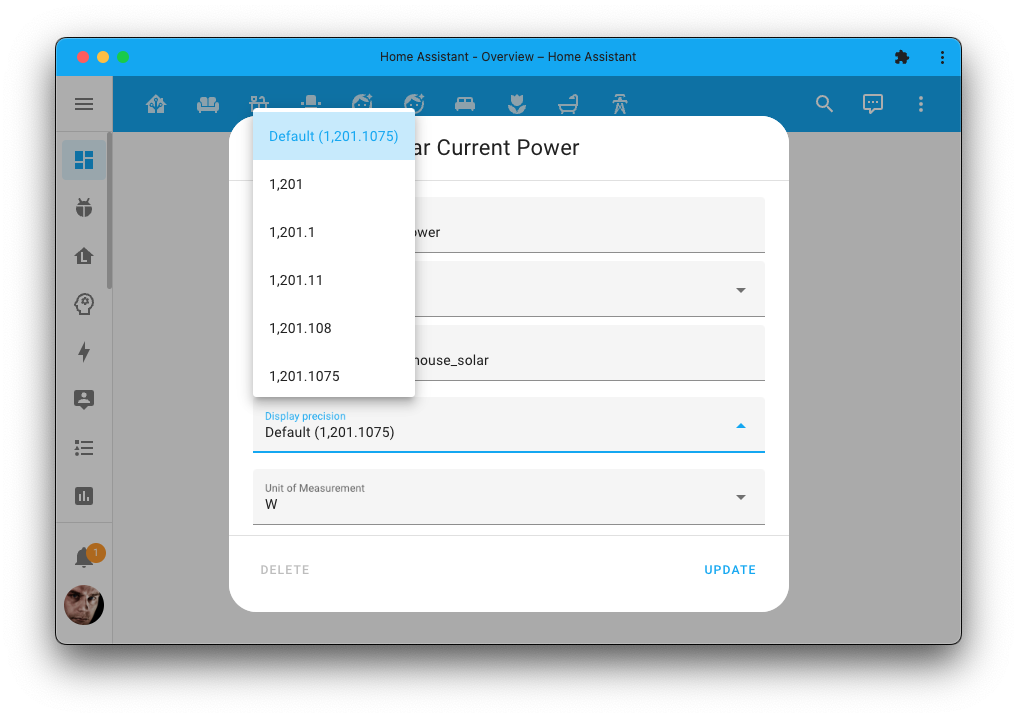 Home Assistant - Overview – Home Assistant
ar Current Power
Default (1,201.1075)
1,201
1,201.1
1,201.11
1,201.108
1,201.1075
ower
house_solar
Display precision
Default (1,201.1075)
Unit of Measurement
W
1
DELETE
UPDATE